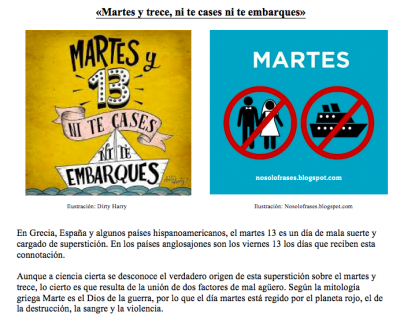 «Martes y trece, ni te cases ni te embarques»
MARTES y
13
NI TE CASES
NI TE
EMBARQUES
MARTES
nosolofrases.blogspot.com
Ilustración: Dirty Harry
Ilustración: Nosolofrases.blogspot.com
En Grecia, España y algunos países hispanoamericanos, el martes 13 es un día de mala suerte y
cargado de superstición. En los países anglosajones son los viernes 13 los días que reciben esta
connotación.
Aunque a ciencia cierta se desconoce el verdadero origen de esta superstición sobre el martes y
trece, lo cierto es que resulta de la unión de dos factores de mal agüero. Según la mitología
griega Marte es el Dios de la guerra, por lo que el día martes está regido por el planeta rojo, el de
la destrucción, la sangre y la violencia.